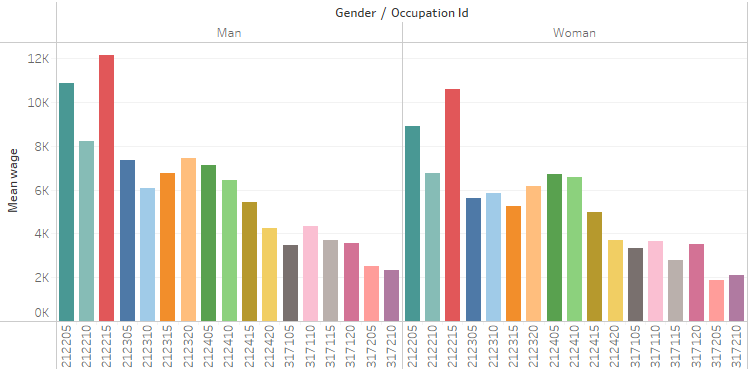 Gender / Occupation Id
Man Woman
12K
10K
8K
6K
4K
2K
0K
Mean wage
212205 212210 212215 212305 212310 212315 212320 212405 212410 212415 212420 317105 317110 317115 317120 317205 317210 212205 212210 212215 212305 212310 212315 212320 212405 212410 212415 212420 317105 317110 317115 317120 317205 317210